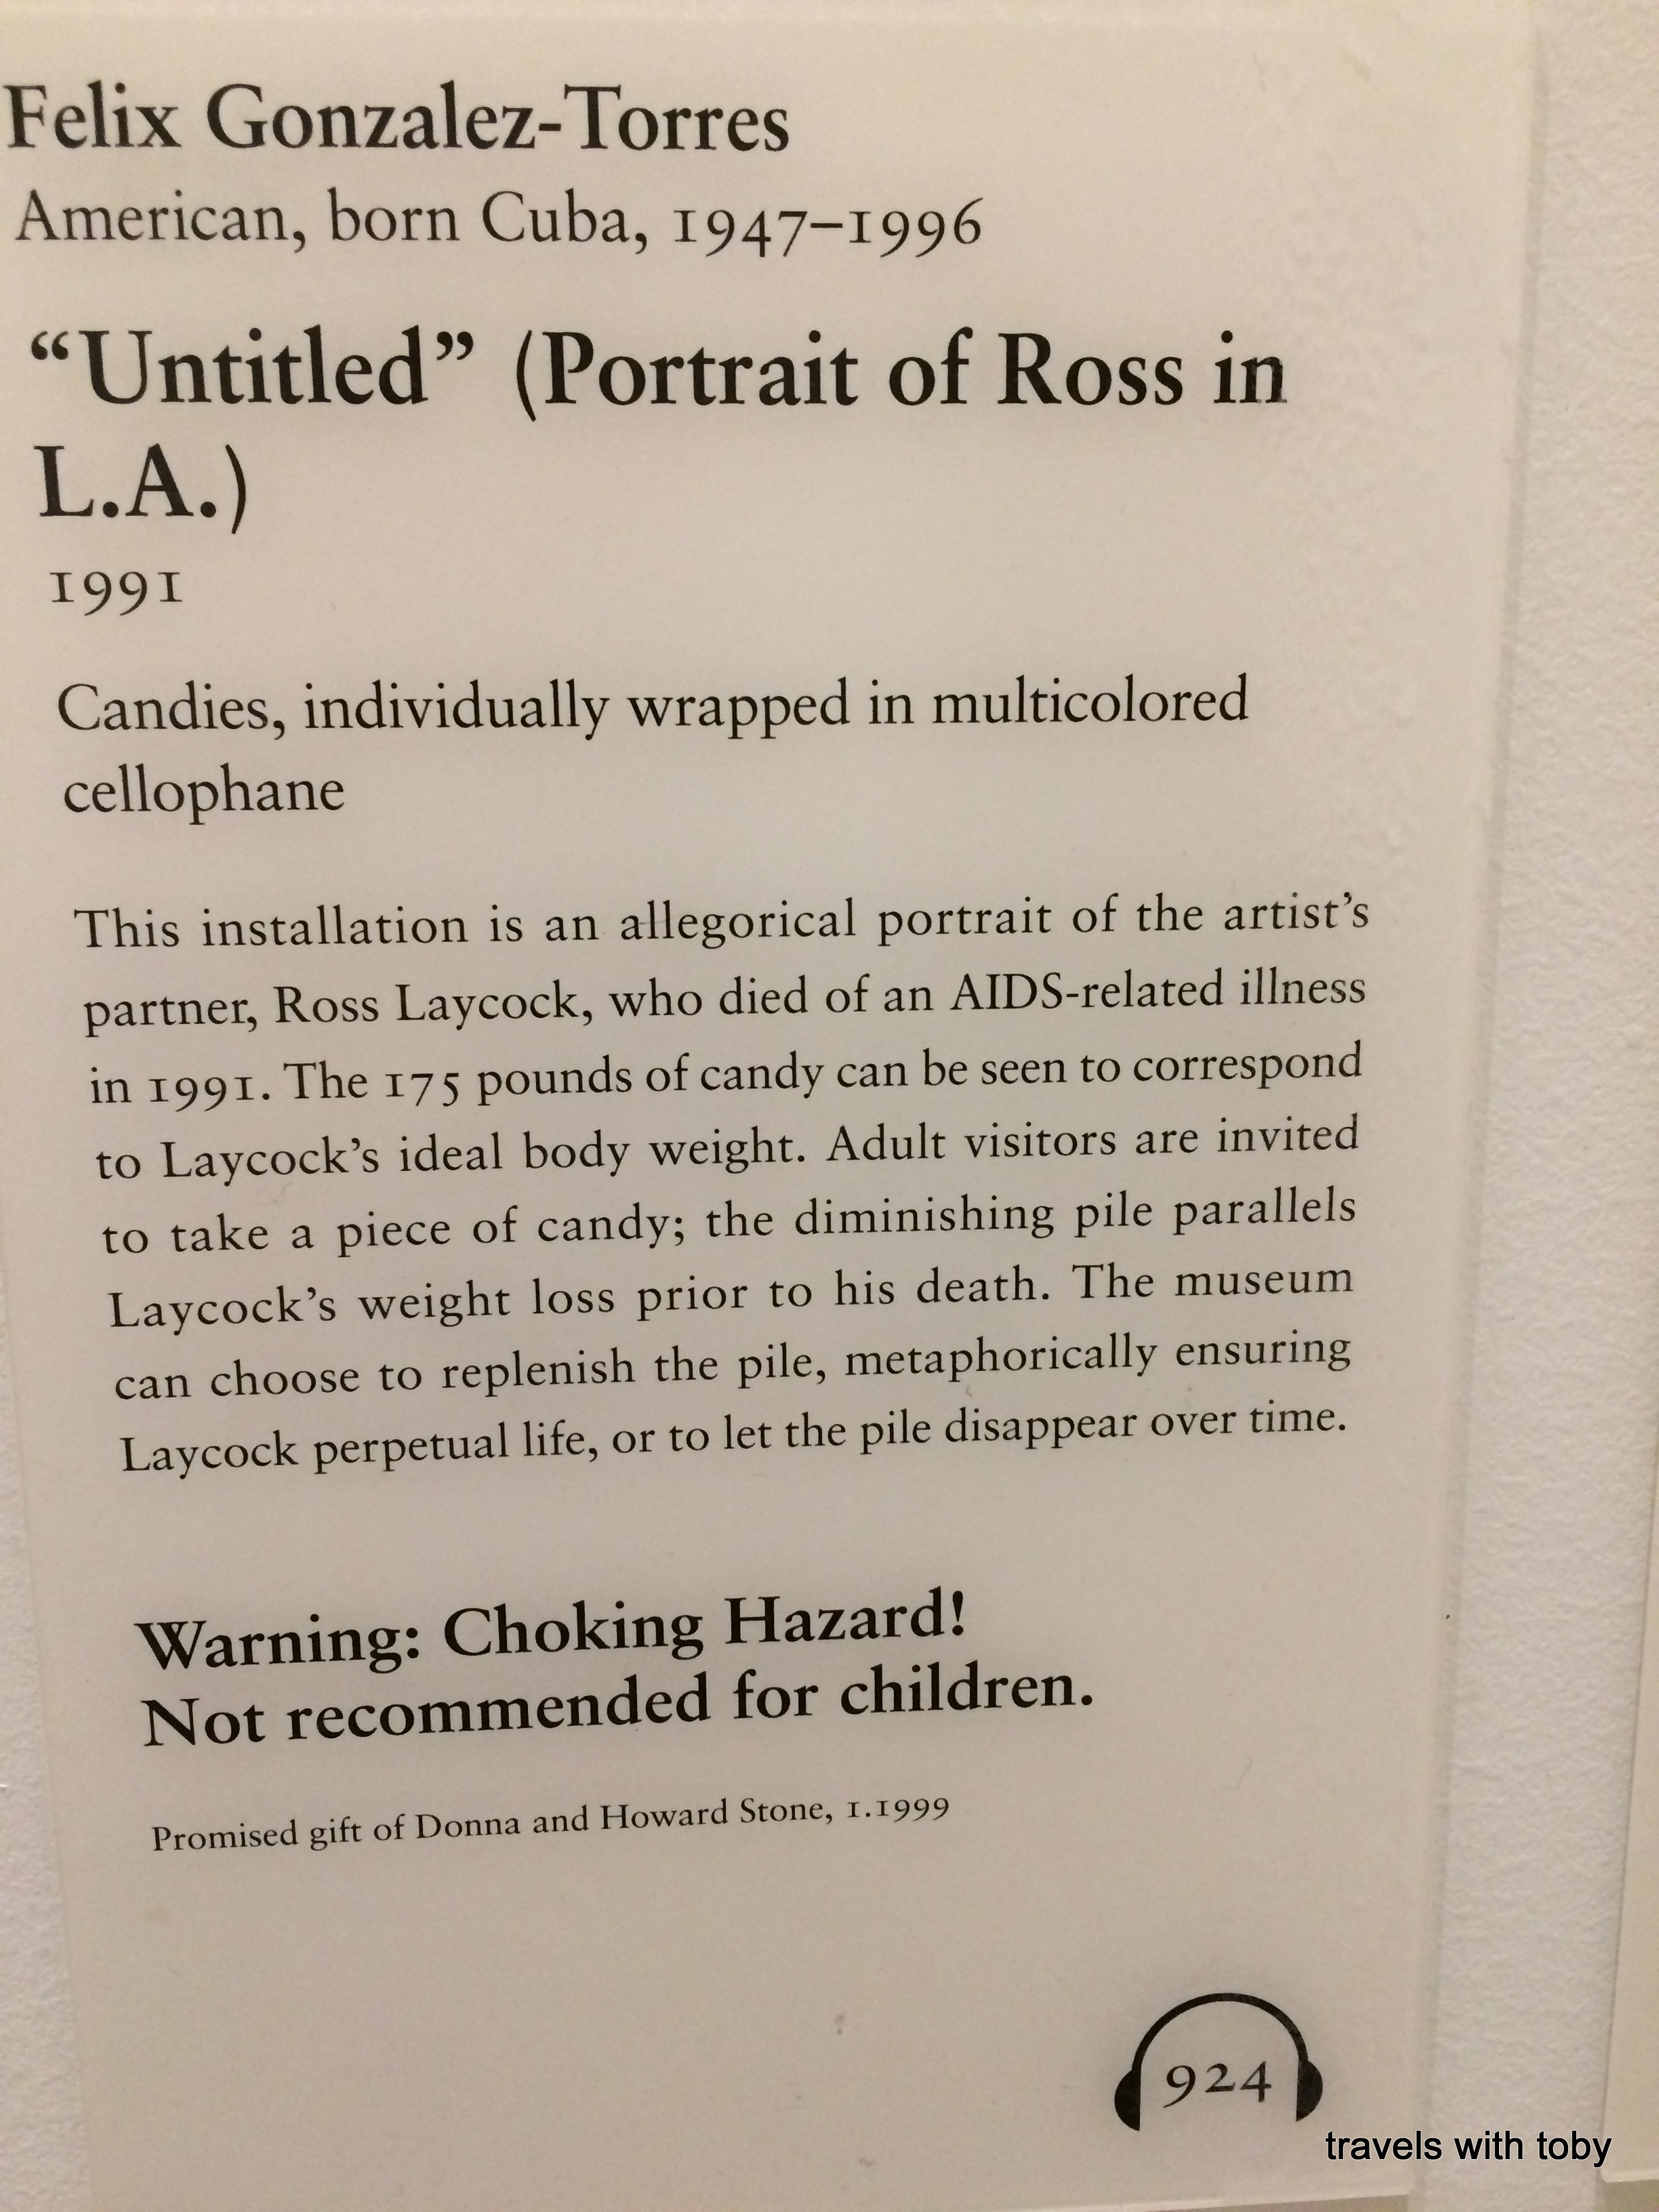 Felix Gonzalez-Torres
American, born Cuba, 1947–1996
“Untitled” (Portrait of Ross in
L.A.)
1991
Candies, individually wrapped in multicolored
cellophane
This installation is an allegorical portrait of the artist’s
partner, Ross Laycock, who died of an AIDS-related illness
in 1991. The 175 pounds of candy can be seen to correspond
to Laycock’s ideal body weight. Adult visitors are invited
to take a piece of candy; the diminishing pile parallels
Laycock’s weight loss prior to his death. The museum
can choose to replenish the pile, metaphorically ensuring
Laycock perpetual life, or to let the pile disappear over time.
Warning: Choking Hazard!
Not recommended for children.
Promised gift of Donna and Howard Stone, 1.1999
924
travels with toby